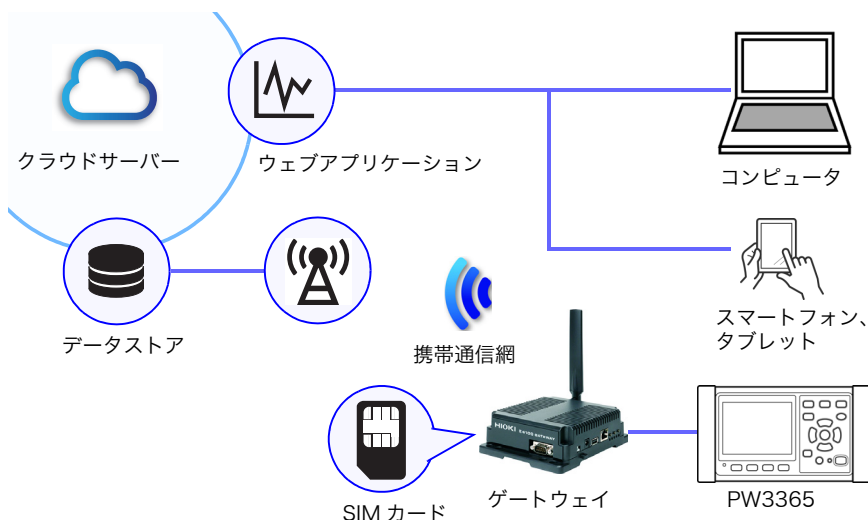 クラウドサーバー
ウェブアプリケーション
コンピュータ
データストア
携帯通信網
スマートフォン、
タブレット
HIOKI
SIM カード
ゲートウェイ
PW3365